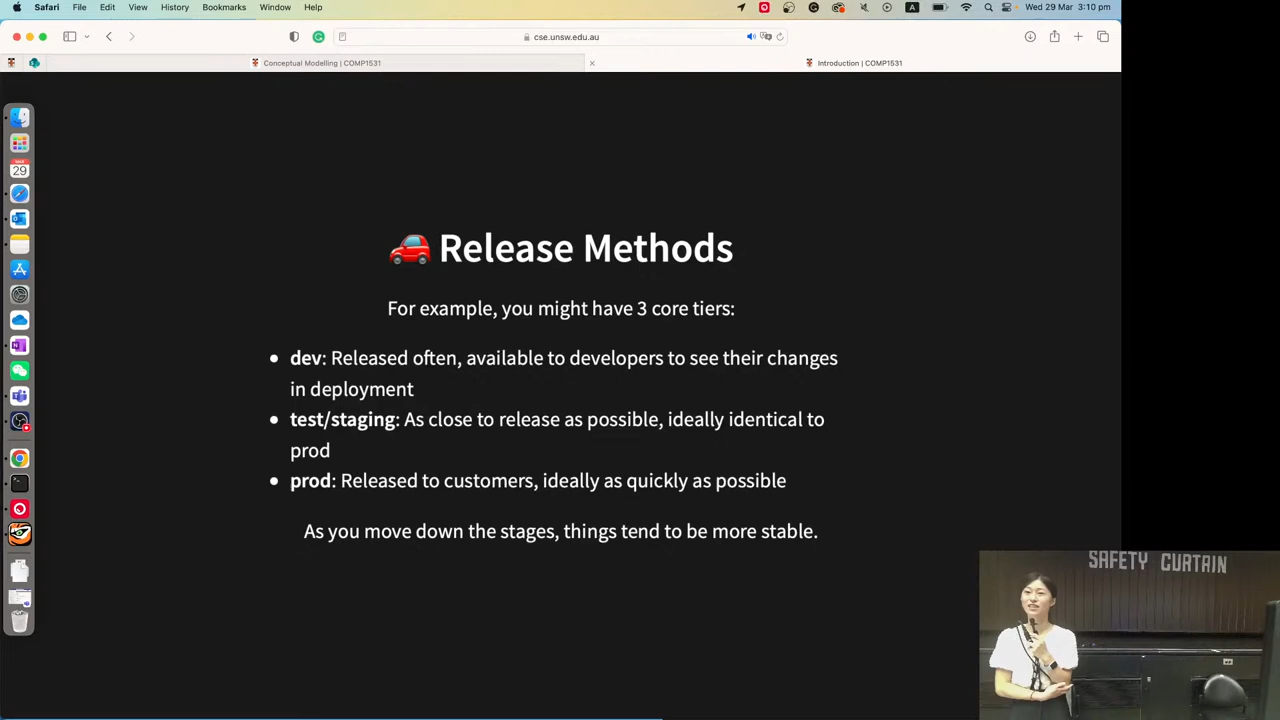 Safari File Edit View History Bookmarks Window Help
A
Wed 29 Mar 3:10 pm
cse.unsw.edu.au
Conceptual Modelling | COMP1531
Introduction | COMP1531
29
Release Methods
For example, you might have 3 core tiers:
dev: Released often, available to developers to see their changes
in deployment
test/staging: As close to release as possible, ideally identical to
prod
prod: Released to customers, ideally as quickly as possible
As you move down the stages, things tend to be more stable.
SAFETY CURTAIN